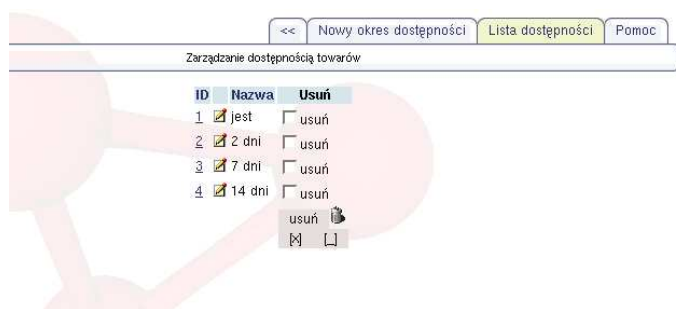 << Nowy okres dostępności Lista dostępności Pomoc
Zarządzanie dostępnością towarów
ID Nazwa Usuń
1 jest usuń
2 2 dni usuń
3 7 dni usuń
4 14 dni usuń
usuń
[x] [_]